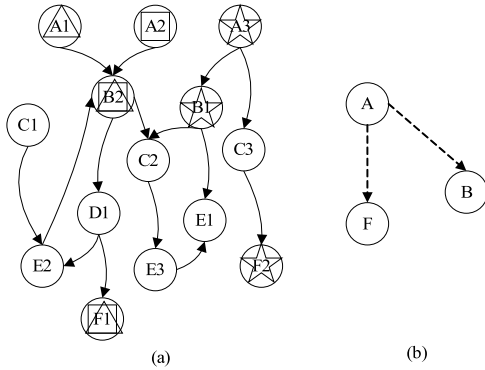 A1 A2 A3
B2 B1
C1 C2 C3
A
B
D1 E1 F
E2 E3 F2
F1
(a) (b)